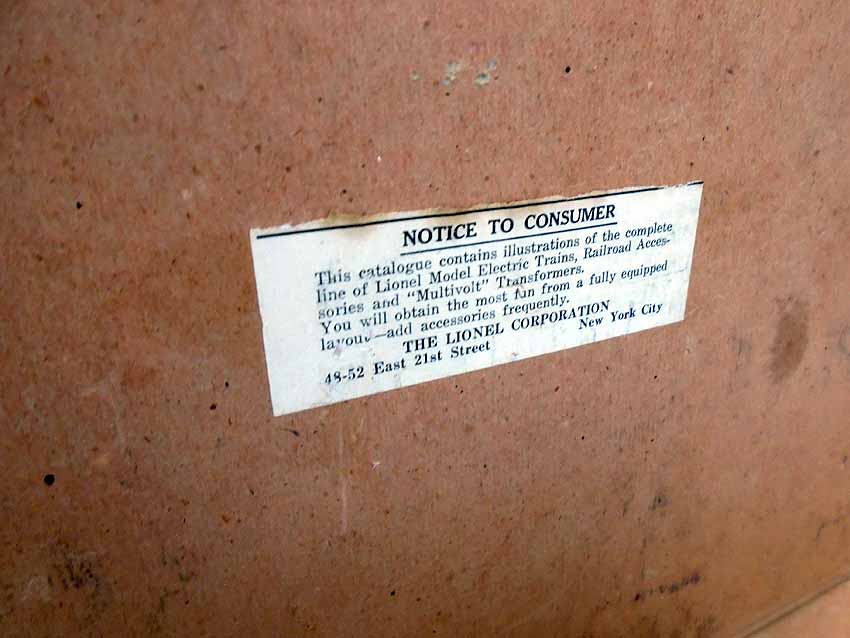 NOTICE TO CONSUMER
This catalogue contains illustrations of the complete
line of Lionel Model Electric Trains, Railroad Acces-
sories and "Multivolt" Transformers.
You will obtain the most fun from a fully equipped
layout—add accessories frequently.
THE LIONEL CORPORATION
48-52 East 21st Street New York City